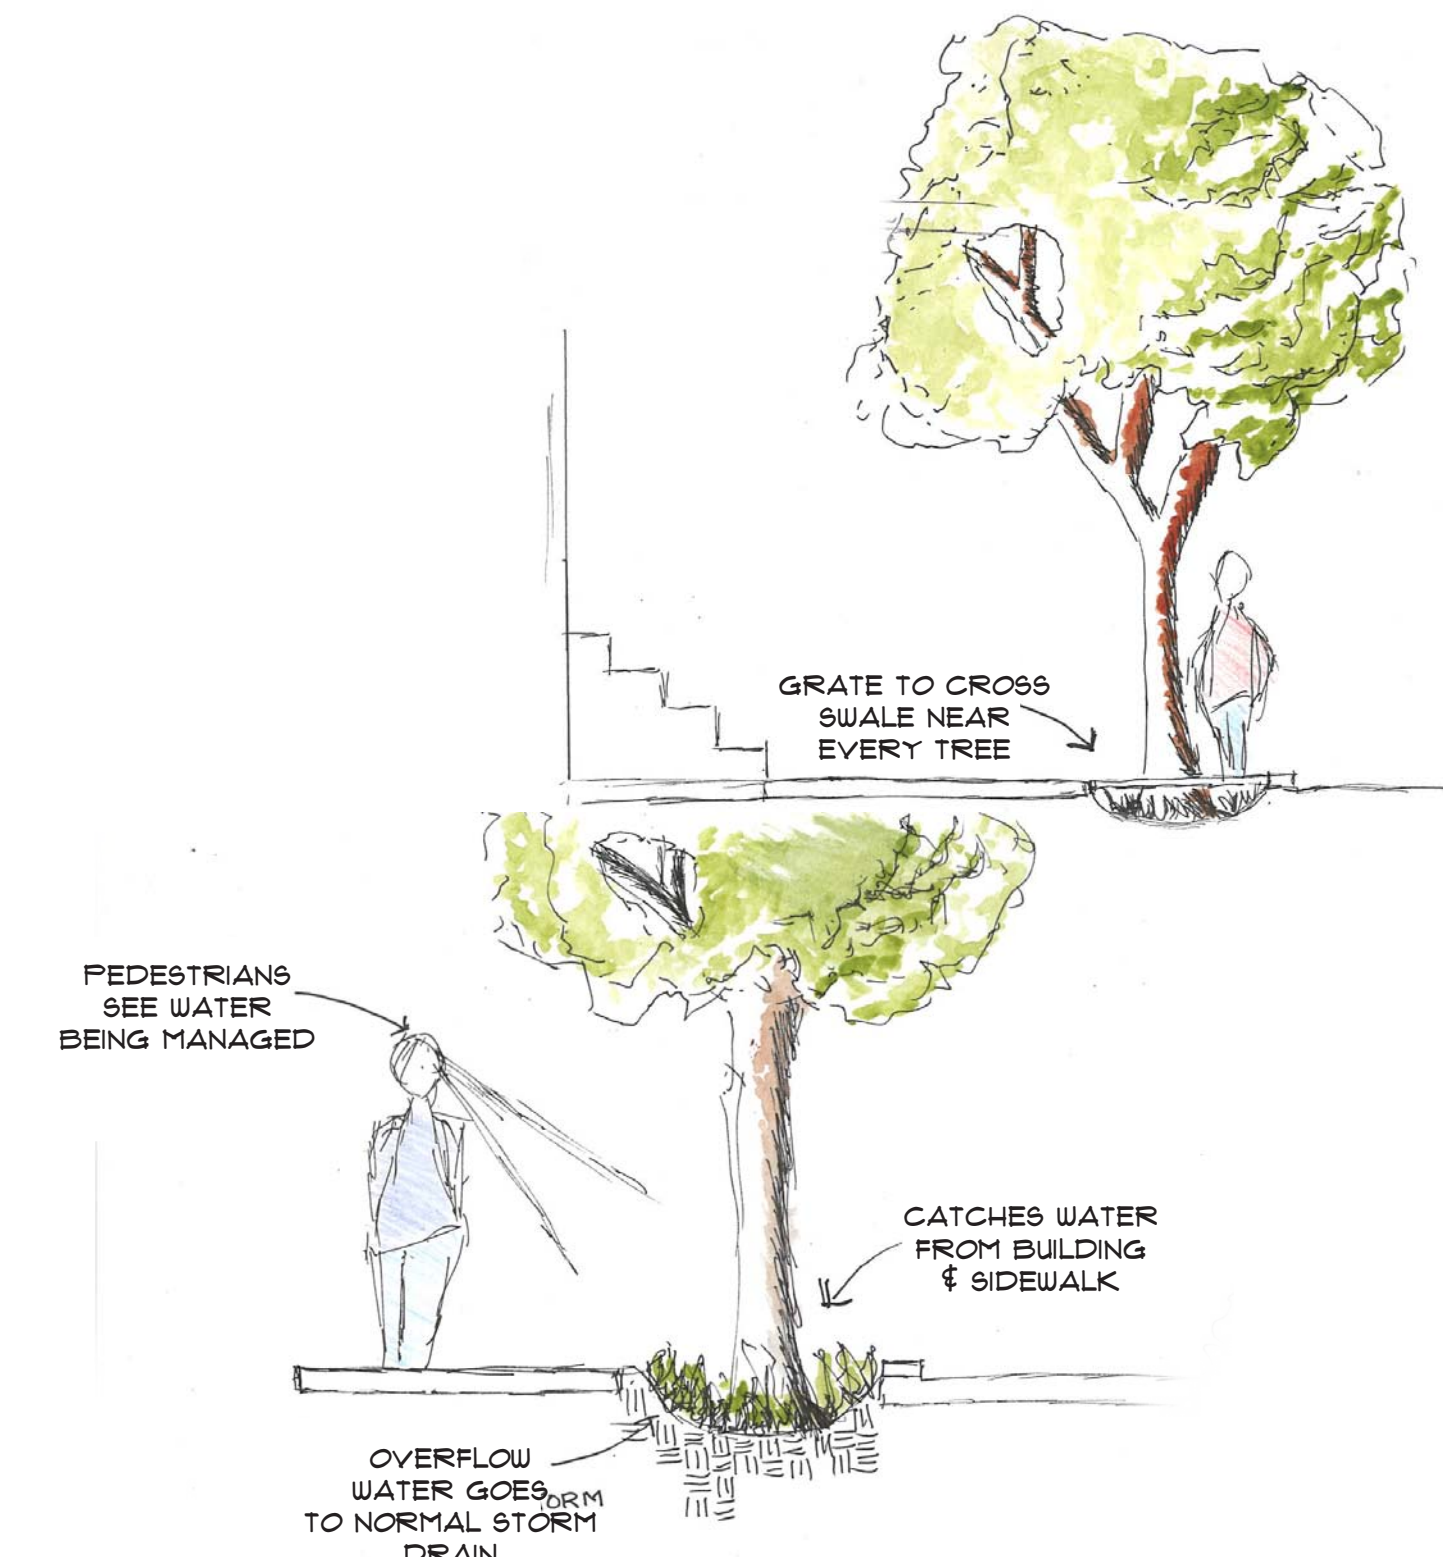 GRATE TO CROSS
SWALE NEAR
EVERY TREE
PEDESTRIANS
SEE WATER
BEING MANAGED
CATCHES WATER
FROM BUILDING
& SIDEWALK
OVERFLOW
WATER GOES
ORM
TO NORMAL STORM
DRAIN